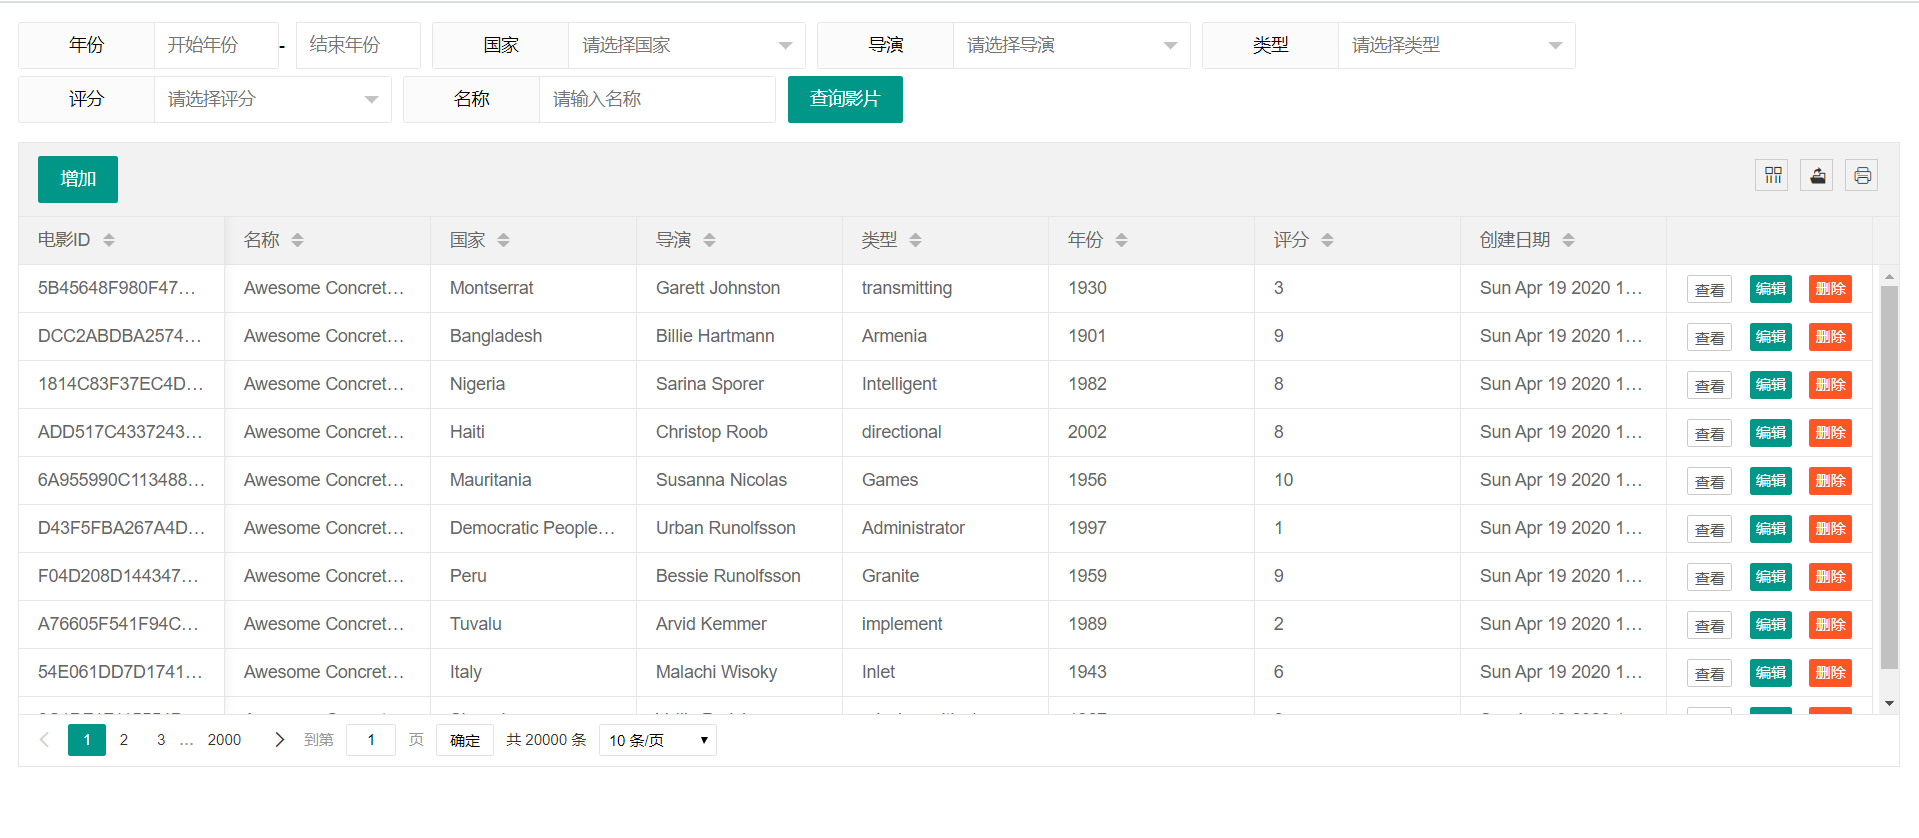 年份 开始年份 - 结束年份 国家 请选择国家 导演 请选择导演 类型 请选择类型
评分 请选择评分 名称 请输入名称 查询影片
增加
电影ID 名称 国家 导演 类型 年份 评分 创建日期
5B45648F980F47... Awesome Concret... Montserrat Garett Johnston transmitting 1930 3 Sun Apr 19 2020 1... 查看 编辑 删除
DCC2ABDBA2574... Awesome Concret... Bangladesh Billie Hartmann Armenia 1901 9 Sun Apr 19 2020 1... 查看 编辑 删除
1814C83F37EC4D... Awesome Concret... Nigeria Sarina Sporer Intelligent 1982 8 Sun Apr 19 2020 1... 查看 编辑 删除
ADD517C4337243... Awesome Concret... Haiti Christop Roob directional 2002 8 Sun Apr 19 2020 1... 查看 编辑 删除
6A955990C113488... Awesome Concret... Mauritania Susanna Nicolas Games 1956 10 Sun Apr 19 2020 1... 查看 编辑 删除
D43F5FBA267A4D... Awesome Concret... Democratic People... Urban Runolfsson Administrator 1997 1 Sun Apr 19 2020 1... 查看 编辑 删除
F04D208D144347... Awesome Concret... Peru Bessie Runolfsson Granite 1959 9 Sun Apr 19 2020 1... 查看 编辑 删除
A76605F541F94C... Awesome Concret... Tuvalu Arvid Kemmer implement 1989 2 Sun Apr 19 2020 1... 查看 编辑 删除
54E061DD7D1741... Awesome Concret... Italy Malachi Wisoky Inlet 1943 6 Sun Apr 19 2020 1... 查看 编辑 删除
1 2 3 ... 2000 到第 1 页 确定 共 20000 条 10 条/页